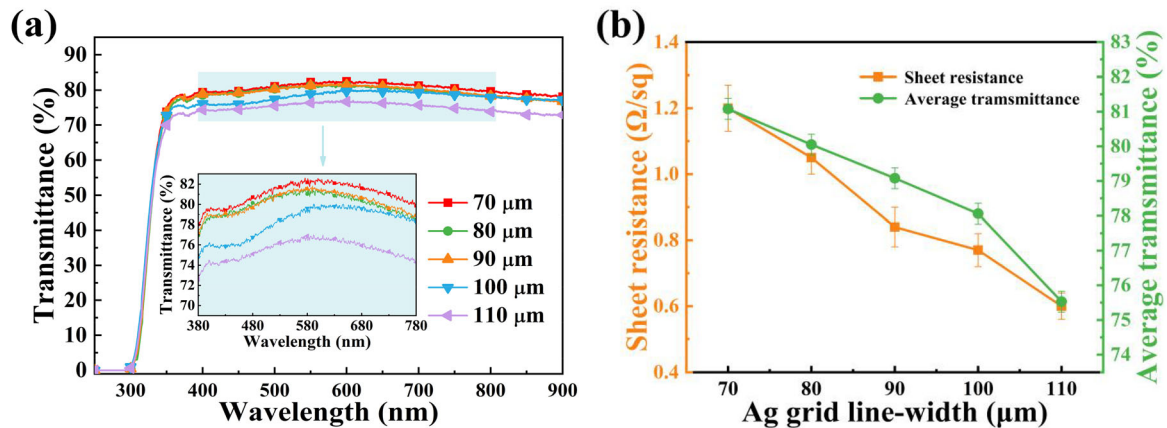 (a)
Transmittance (%)
90
80
70
60
50
40
30
20
10
0
300 400 500 600 700 800 900
Wavelength (nm)
Transmittance (%)
82
80
78
76
74
72
70
380 480 580 680 780
Wavelength (nm)
70 μm
80 μm
90 μm
100 μm
110 μm
(b)
Sheet resistance (Ω/sq)
1.4
1.2
1.0
0.8
0.6
0.4
Sheet resistance
Average tramsmittance
70 80 90 100 110
Ag grid line-width (μm)
83
82
81
80
79
78
77
76
75
74
Average transmittance (%)